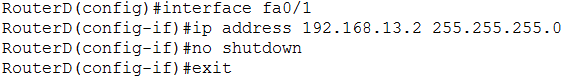 RouterD(config)#interface fa0/1
RouterD(config-if)#ip address 192.168.13.2 255.255.255.0
RouterD(config-if)#no shutdown
RouterD(config-if)#exit